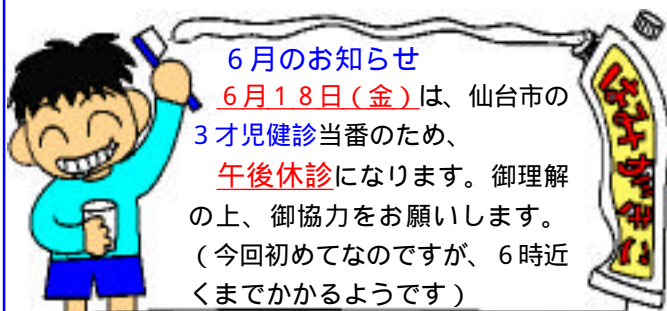 ６月のお知らせ
６月１８日（金）は、仙台市の
３才児健診当番のため、
午後休診になります。御理解
の上、御協力をお願いします。
（今回初めてなのですが、６時近
くまでかかるようです）
はみがきこ